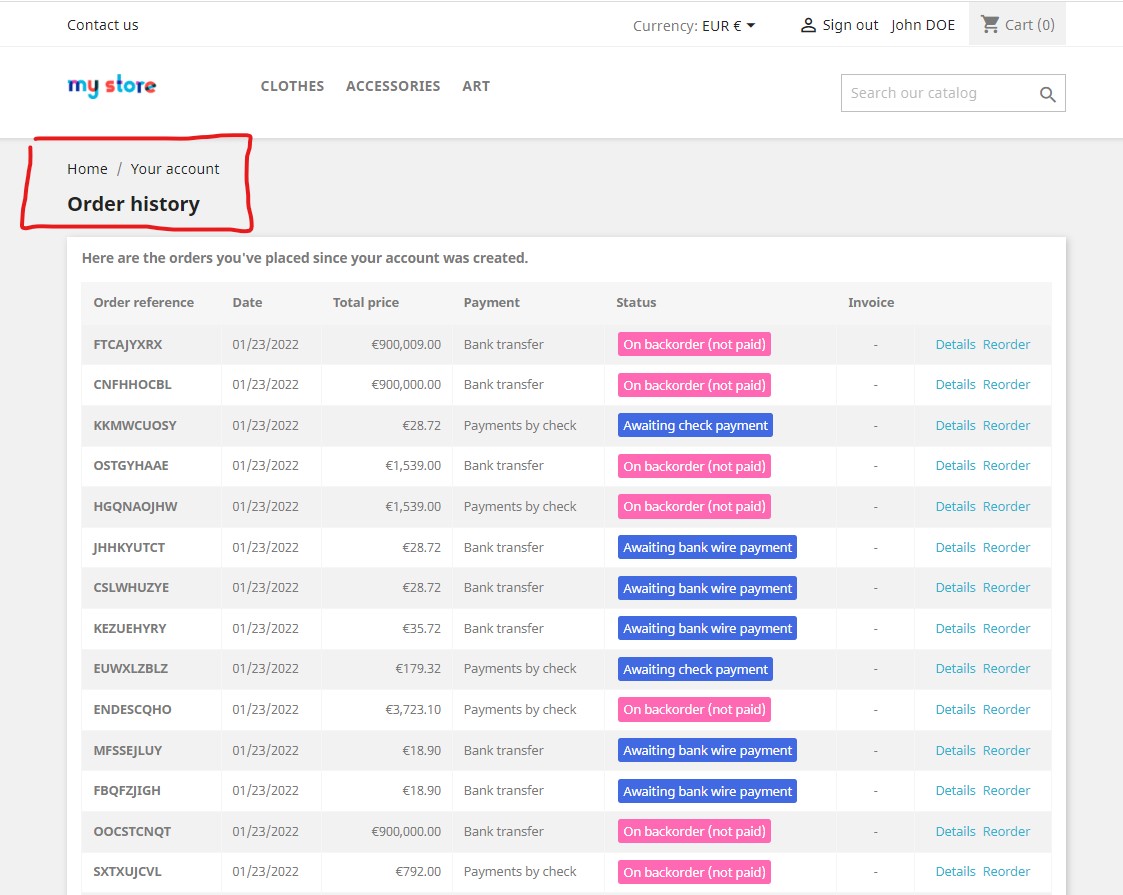 Contact us Currency: EUR € Sign out John DOE Cart (0)
my store CLOTHES ACCESSORIES ART Search our catalog
Home / Your account
Order history
Here are the orders you've placed since your account was created.
Order reference Date Total price Payment Status Invoice
FTCAJYXRX 01/23/2022 €900,009.00 Bank transfer On backorder (not paid) - Details Reorder
CNFHHOCBL 01/23/2022 €900,000.00 Bank transfer On backorder (not paid) - Details Reorder
KKMWCUOSY 01/23/2022 €28.72 Payments by check Awaiting check payment - Details Reorder
OSTGYHAAE 01/23/2022 €1,539.00 Bank transfer On backorder (not paid) - Details Reorder
HGQNAOJHW 01/23/2022 €1,539.00 Payments by check On backorder (not paid) - Details Reorder
JHHKYUTCT 01/23/2022 €28.72 Bank transfer Awaiting bank wire payment - Details Reorder
CSLWHUZYE 01/23/2022 €28.72 Bank transfer Awaiting bank wire payment - Details Reorder
KEZUEHYRY 01/23/2022 €35.72 Bank transfer Awaiting bank wire payment - Details Reorder
EUWXLZBLZ 01/23/2022 €179.32 Payments by check Awaiting check payment - Details Reorder
ENDESCQHO 01/23/2022 €3,723.10 Payments by check On backorder (not paid) - Details Reorder
MFSSEJLUY 01/23/2022 €18.90 Bank transfer Awaiting bank wire payment - Details Reorder
FBQFZJIGH 01/23/2022 €18.90 Bank transfer Awaiting bank wire payment - Details Reorder
OOCSTCNQT 01/23/2022 €900,000.00 Bank transfer On backorder (not paid) - Details Reorder
SXTXUJCVL 01/23/2022 €792.00 Payments by check On backorder (not paid) - Details Reorder